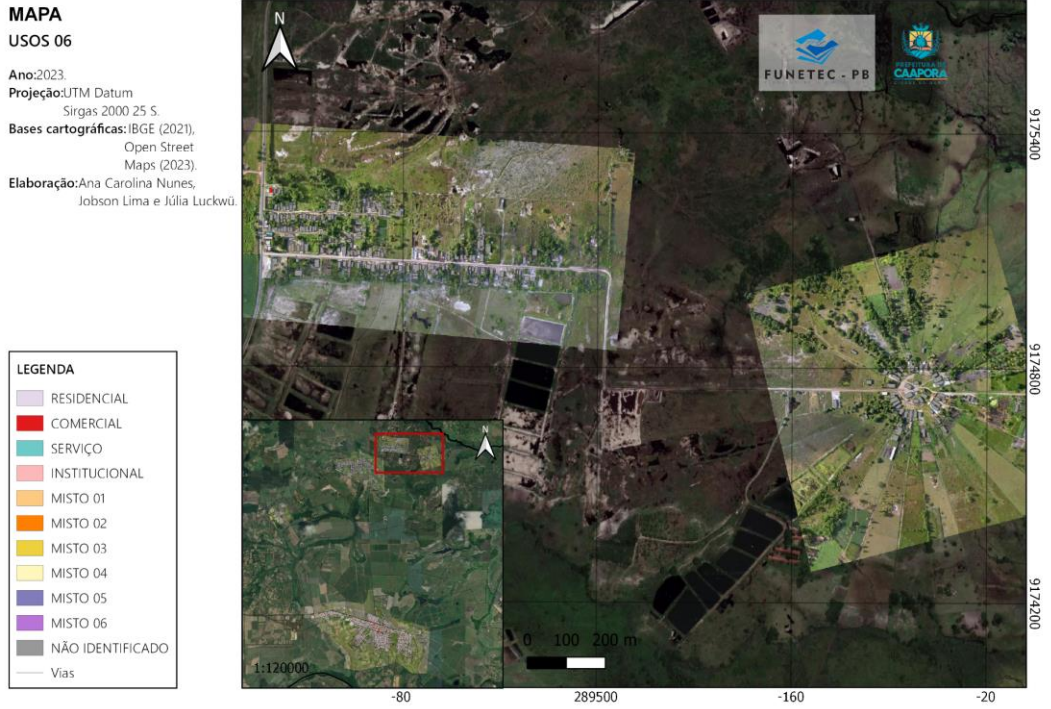 MAPA
USOS 06
Ano:2023.
Projeção:UTM Datum
Sirgas 2000 25 S.
Bases cartográficas: IBGE (2021),
Open Street
Maps (2023).
Elaboração:Ana Carolina Nunes,
Jobson Lima e Júlia Luckwü.
LEGENDA
RESIDENCIAL
COMERCIAL
SERVIÇO
INSTITUCIONAL
MISTO 01
MISTO 02
MISTO 03
MISTO 04
MISTO 05
MISTO 06
NÃO IDENTIFICADO
Vias
N
FUNETEC - PB
PREFEITURA DE
CAAPORA
9175400
9174800
9174200
N
1:120000
0 100 200 m
-80
289500
-160
-20